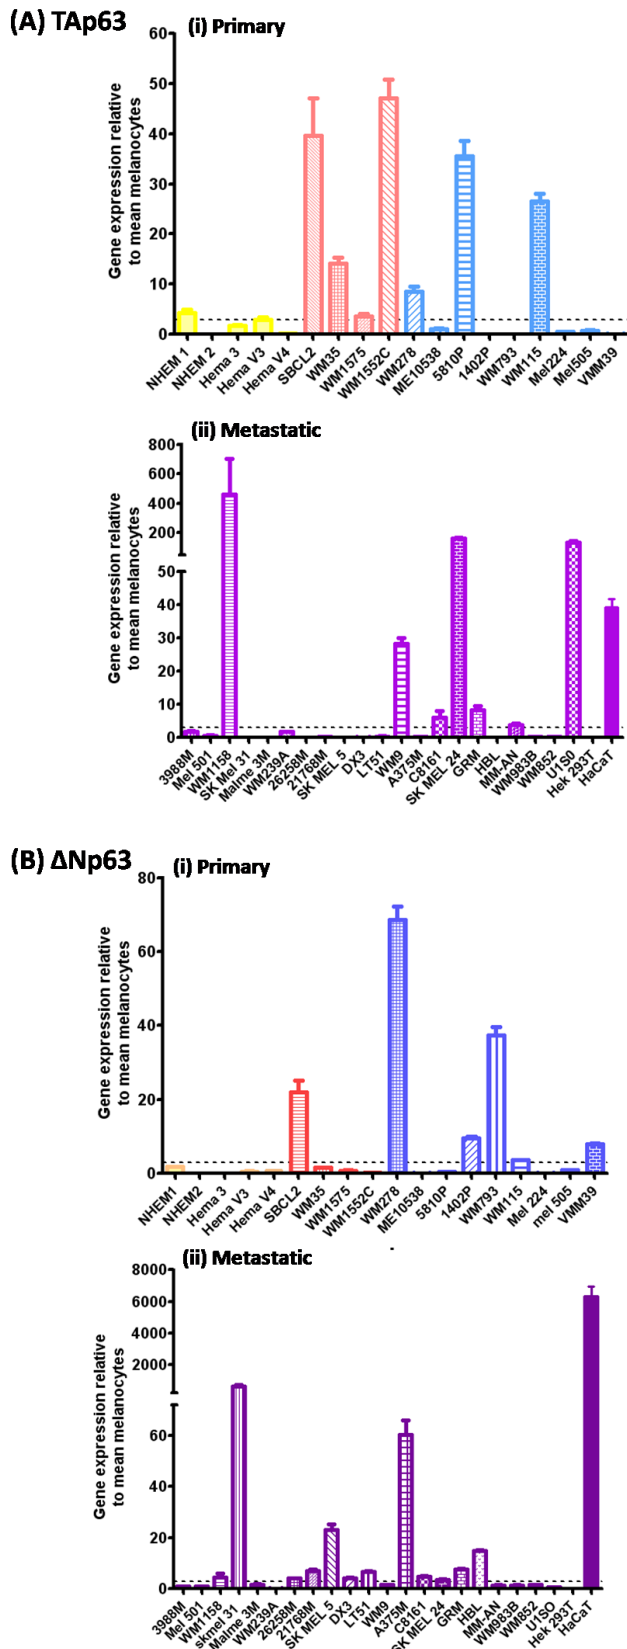 (A) TAp63
(i) Primary
Gene expression relative
to mean melanocytes
60
50
40
30
20
10
0
NHEM 1
NHEM 2
Hema 3
Hema V3
Hema V4
SBCL2
WM35
WM1575
WM1552C
WM278
ME10538
5810P
1402P
WM793
WM115
Mel224
Mel505
VMM39
(ii) Metastatic
Gene expression relative
to mean melanocytes
800
600
400
200
50
40
30
20
10
0
3988M
Mel 501
WM1158
SK Mel 31
Malme 3M
WM239A
26258M
21768M
SK MEL 5
DX3
LT51
WM9
A375M
C8161
SK MEL 24
GRM
HBL
MM-AN
WM983B
WM852
U1SO
Hek 293T
HaCaT
(B) ΔNp63
(i) Primary
Gene expression relative
to mean melanocytes
80
60
40
20
0
NHEM1
NHEM2
Hema 3
Hema V3
Hema V4
SBCL2
WM35
WM1575
WM1552C
WM278
ME10538
5810P
1402P
WM793
WM115
Mel 224
mel 505
VMM39
(ii) Metastatic
Gene expression relative
to mean melanocytes
8000
6000
4000
2000
60
40
20
0
3988M
Mel 501
WM1158
skmel 31
Malme 3M
WM239A
26258M
21768M
SK MEL 5
DX3
LT51
WM9
A375M
C8161
SK MEL 24
GRM
HBL
MM-AN
WM983B
WM852
U1SO
Hek 293T
HaCaT